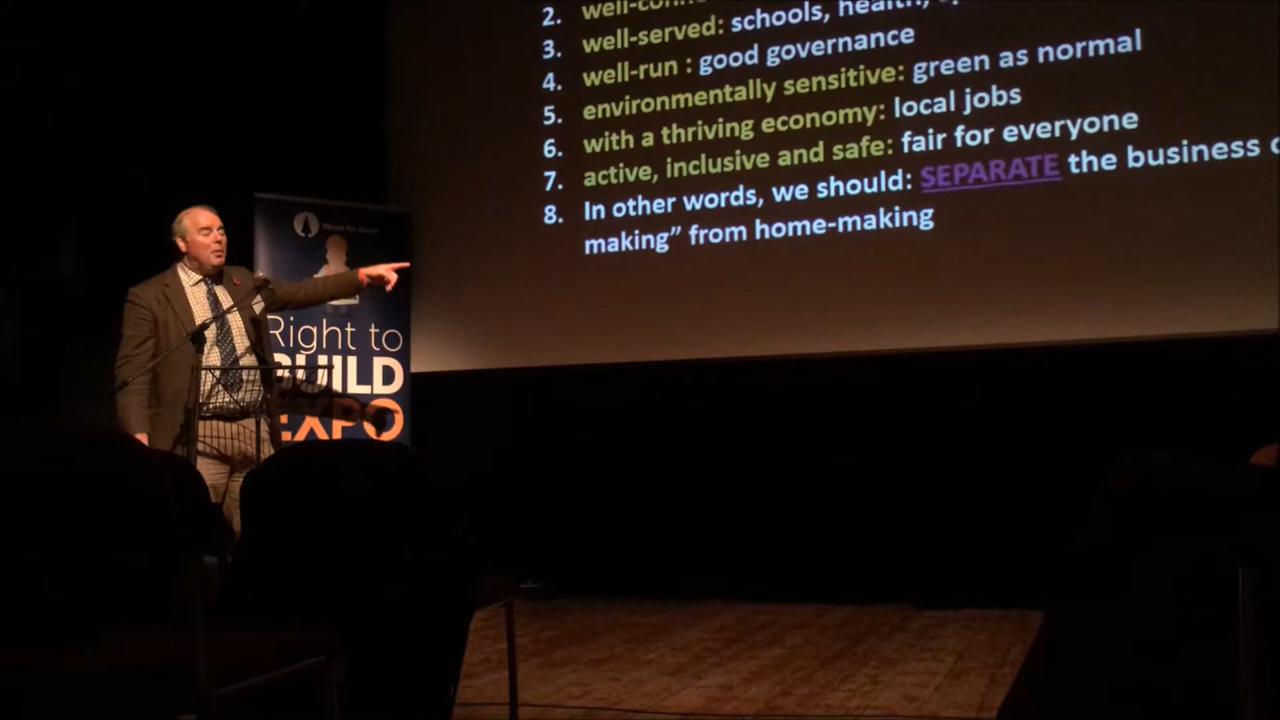 2.
3. well-served: schools, health,
4. well-run : good governance
5. environmentally sensitive: green as normal
6. with a thriving economy: local jobs
7. active, inclusive and safe: fair for everyone
8. In other words, we should: SEPARATE the business
making” from home-making
Right to
BUILD
EXPO